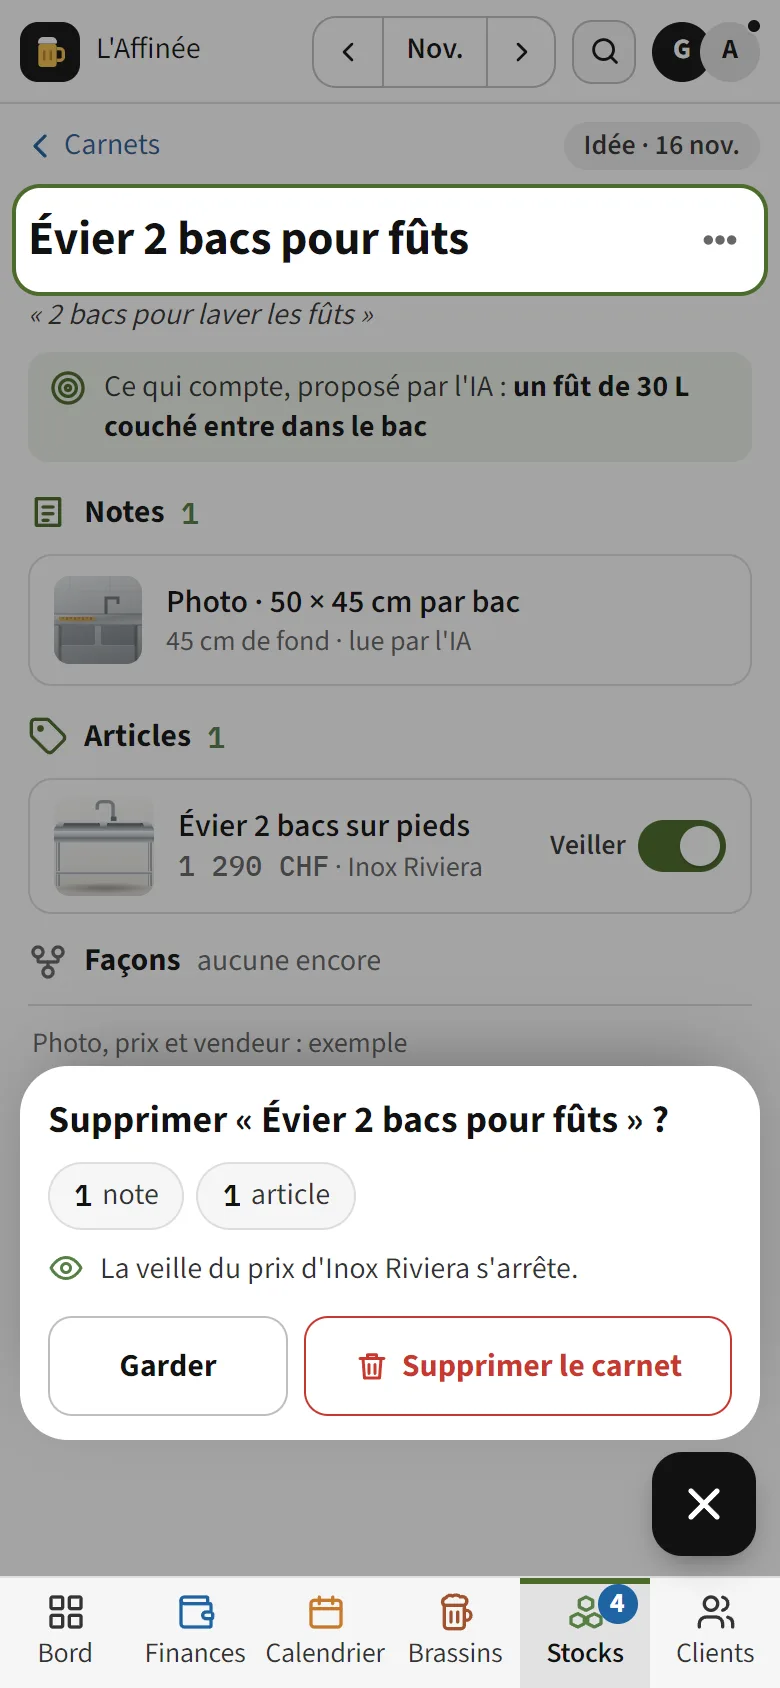 L'Affinée
Nov.
G
A
Carnets
Idée · 16 nov.
Évier 2 bacs pour fûts
« 2 bacs pour laver les fûts »
Ce qui compte, proposé par l'IA : un fût de 30 L
couché entre dans le bac
Notes 1
Photo · 50 × 45 cm par bac
45 cm de fond · lue par l'IA
Articles 1
Évier 2 bacs sur pieds
1 290 CHF · Inox Riviera
Veiller
Façons aucune encore
Photo, prix et vendeur : exemple
Supprimer « Évier 2 bacs pour fûts » ?
1 note
1 article
La veille du prix d'Inox Riviera s'arrête.
Garder
Supprimer le carnet
4
Bord
Finances
Calendrier
Brassins
Stocks
Clients